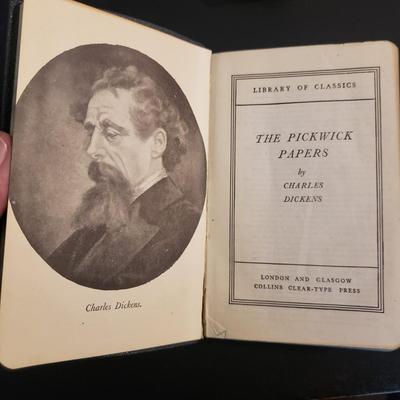 Charles Dickens.
LIBRARY OF CLASSICS
THE PICKWICK
PAPERS
by
CHARLES
DICKENS
LONDON AND GLASGOW
COLLINS CLEAR-TYPE PRESS